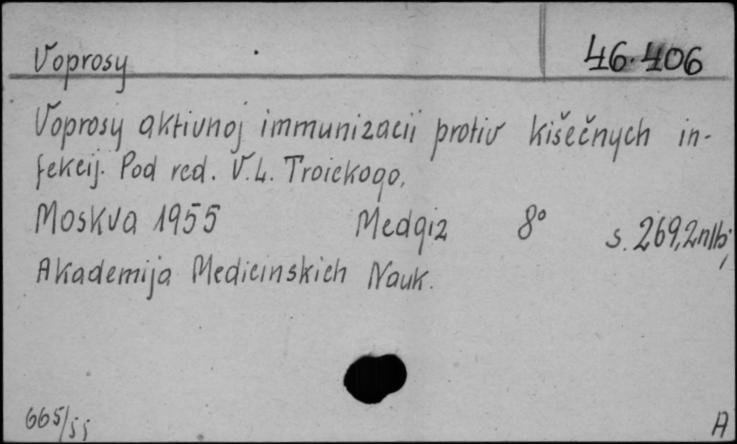 Voprosy 46.406
Voprosy aktivnoj immunizacii protiv kišečnych in-
fekcij. Pod red. V.L. Troickogo.
Moskva 1955 Medgiz 8° s. 269,2nlb;
Akademija Medicinskich Nauk.
665/55 A